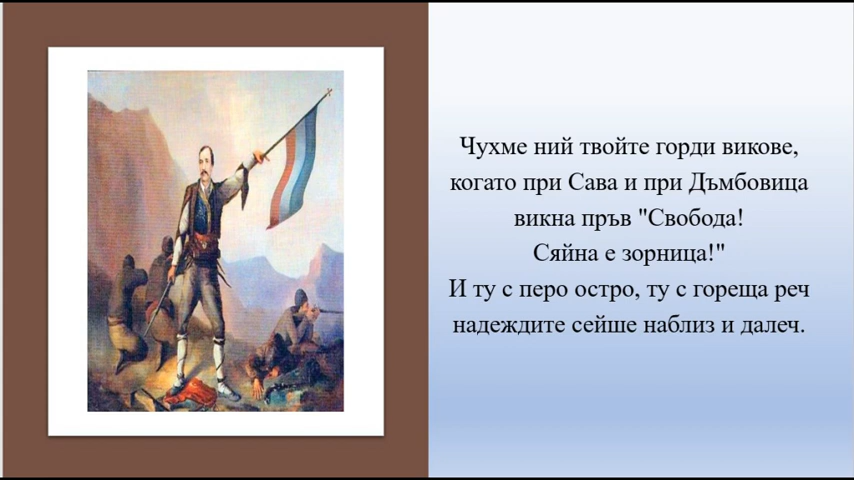 Чухме ний твойте горди викове,
когато при Сава и при Дъмбовица
викна пръв "Свобода!
Сяйна е зорница!"
И ту с перо остро, ту с гореща реч
надеждите сейше наблиз и далеч.